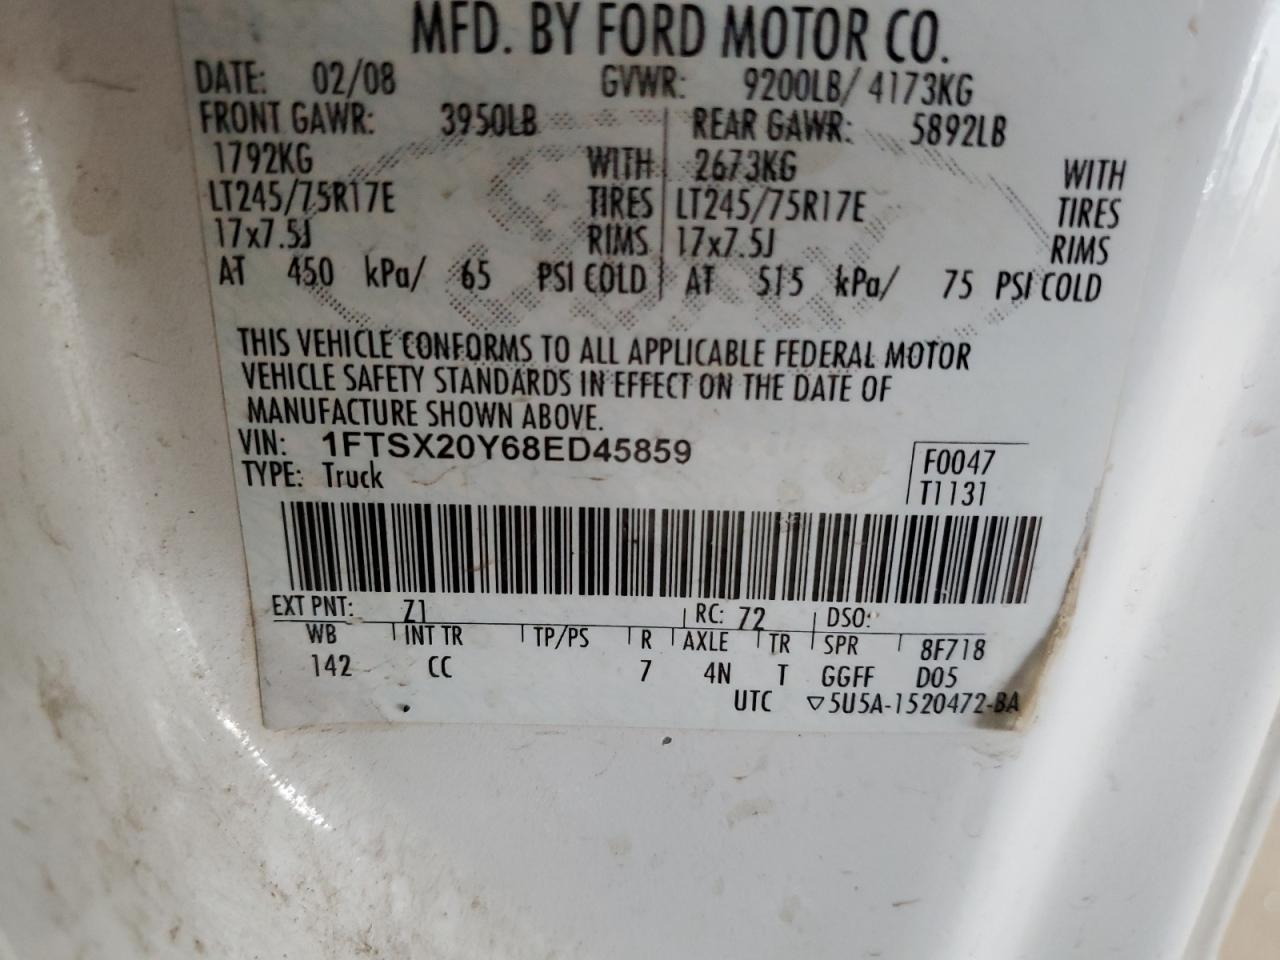 MFD. BY FORD MOTOR CO.
DATE: 02/08 GVWR: 9200LB/ 4173KG
FRONT GAWR: 3950LB REAR GAWR: 5892LB
1792KG WITH 2673KG WITH
LT245/75R17E TIRES LT245/75R17E TIRES
17x7.5J RIMS 17x7.5J RIMS
AT 450 kPa/ 65 PSI COLD AT 515 kPa/ 75 PSI COLD
THIS VEHICLE CONFORMS TO ALL APPLICABLE FEDERAL MOTOR
VEHICLE SAFETY STANDARDS IN EFFECT ON THE DATE OF
MANUFACTURE SHOWN ABOVE.
VIN: 1FTSX20Y68ED45859 F0047
TYPE: Truck T1131
EXT PNT: Z1 RC: 72 DSO:
WB INT TR TP/PS R AXLE TR SPR 8F718
142 CC 7 4N T GGFF D05
UTC ▽5U5A-1520472-BA